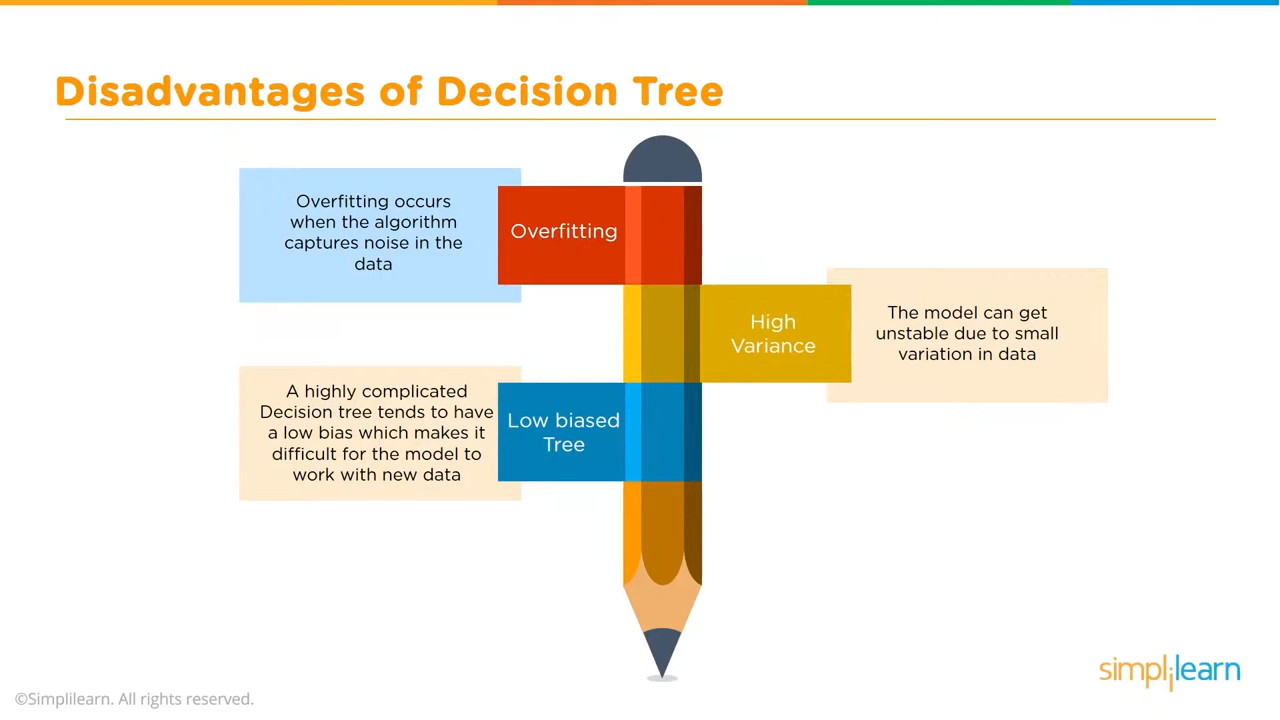 Disadvantages of Decision Tree
Overfitting occurs
when the algorithm
captures noise in the
data
Overfitting
High
Variance
The model can get
unstable due to small
variation in data
A highly complicated
Decision tree tends to have
a low bias which makes it
difficult for the model to
work with new data
Low biased
Tree
simplilearn
©Simplilearn. All rights reserved.